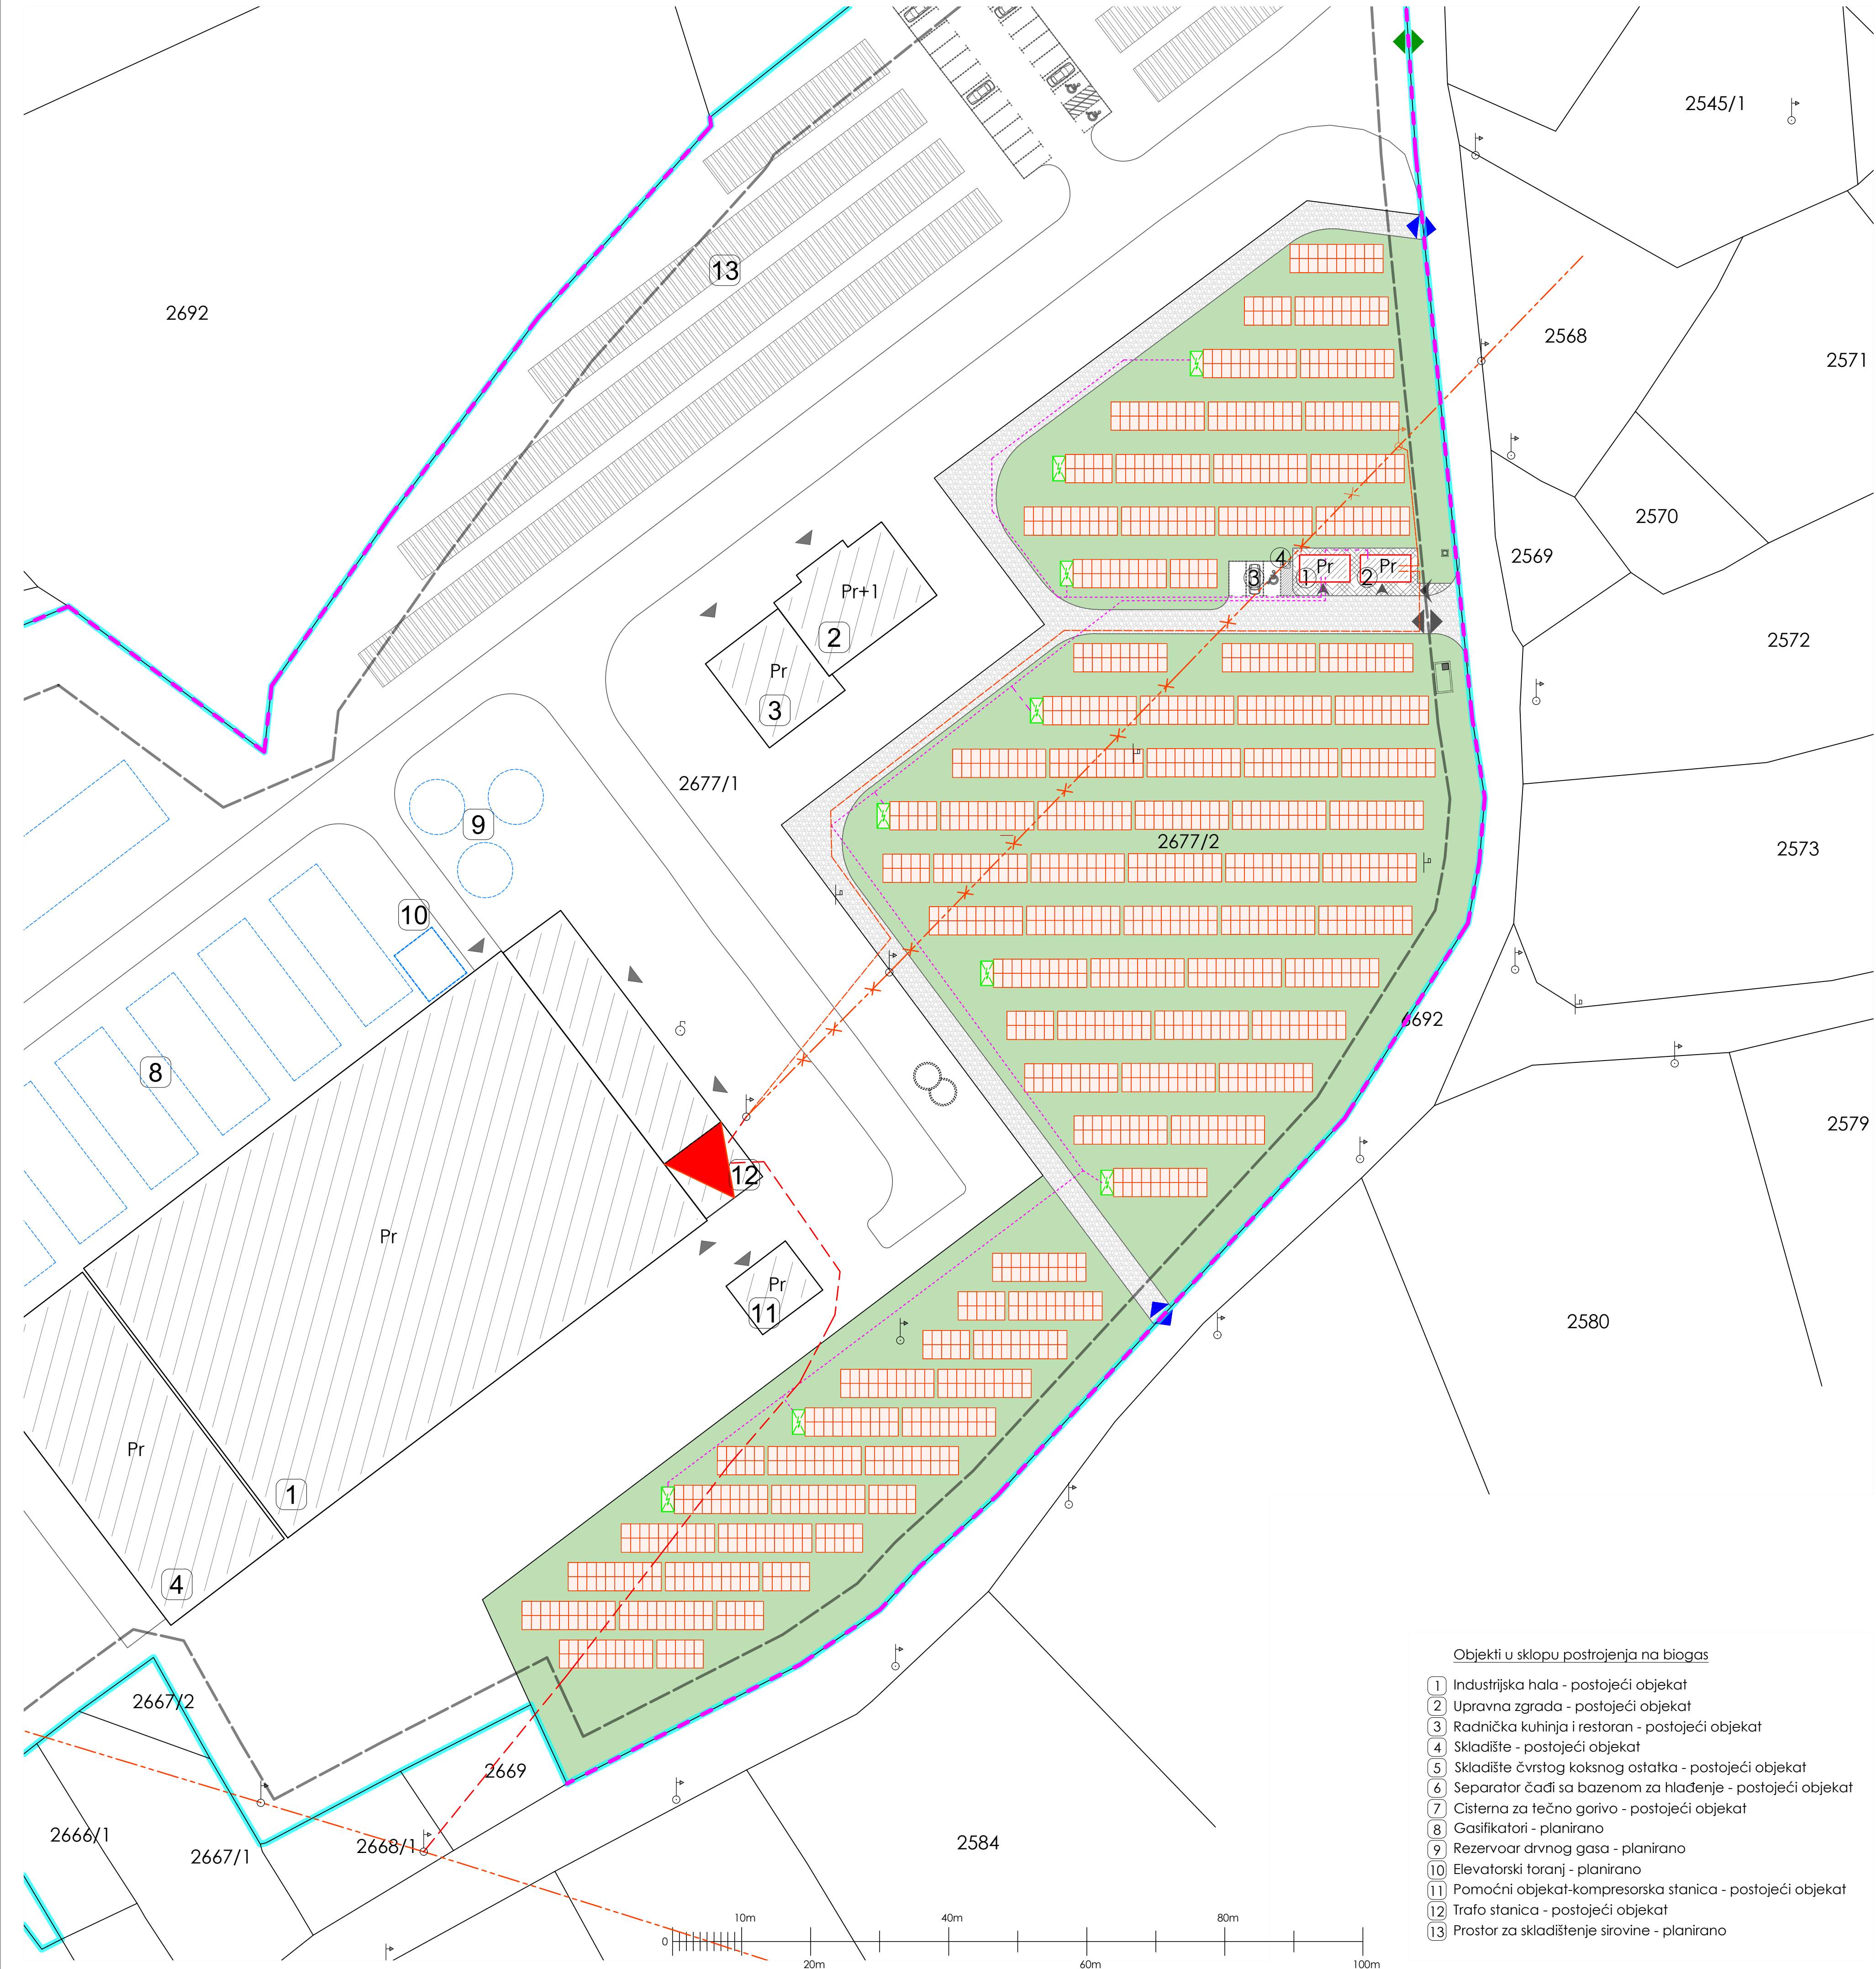 2545/1
13
2692
2568
2571
2570
2569
4
Pr
Pr
3
1
2
Pr+1
2
Pr
3
2572
2677/1
9
2677/2
2573
10
6692
8
2579
12
Pr
Pr
11
2580
Pr
1
4
2667/2
2669
2666/1
2668/1
2667/1
2584
Objekti u sklopu postrojenja na biogas
1 Industrijska hala - postojeći objekat
2 Upravna zgrada - postojeći objekat
3 Radnička kuhinja i restoran - postojeći objekat
4 Skladište - postojeći objekat
5 Skladište čvrstog koksnog ostatka - postojeći objekat
6 Separator čađi sa bazenom za hlađenje - postojeći objekat
7 Cisterna za tečno gorivo - postojeći objekat
8 Gasifikatori - planirano
9 Rezervoar drvnog gasa - planirano
10 Elevatorski toranj - planirano
11 Pomoćni objekat-kompresorska stanica - postojeći objekat
12 Trafo stanica - postojeći objekat
13 Prostor za skladištenje sirovine - planirano
10m 40m 80m
0
20m 60m 100m